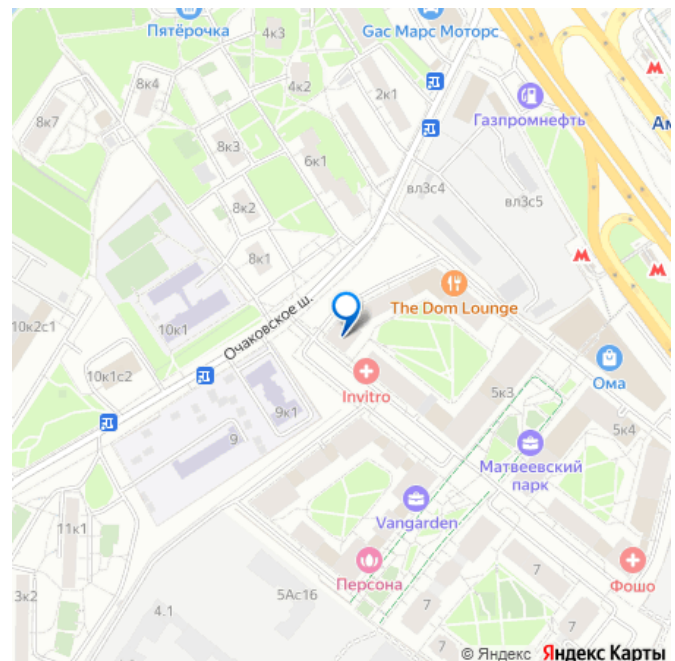 Пятёрочка
4к3
Gас Марс Моторс
8к4
4к2
2к1
8к7
Газпромнефть
Ам
8к3
6к1
вл3с4
вл3с5
8к2
8к1
The Dom Lounge
10к2с1
10к1
Очаковское ш.
Ома
10к1с2
Invitro
5к3
9к1
5к4
9
Матвеевский
парк
Vangarden
11к1
Персона
7
Фошо
3к2
5Ас16
4.1
7
7
© Яндекс Яндекс Карты